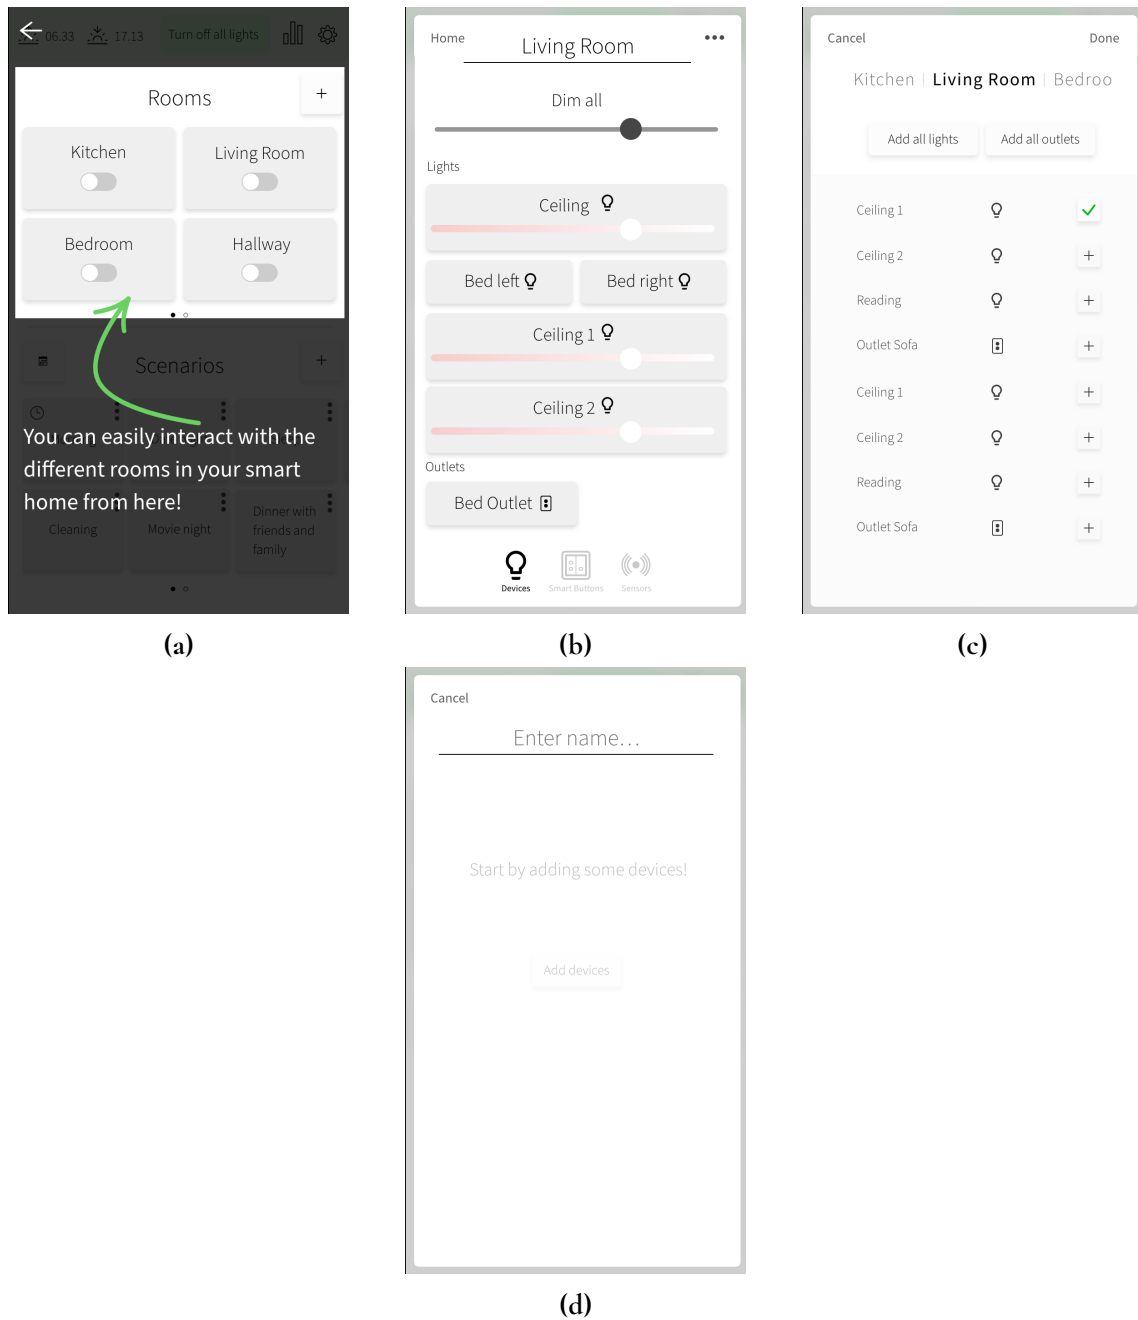 06.33 17.13 Turn off all lights
Rooms +
Kitchen Living Room
Bedroom Hallway
Scenarios +
You can easily interact with the
different rooms in your smart
home from here!
Cleaning Movie night Dinner with
friends and
family
(a)
Home Living Room
Dim all
Lights
Ceiling
Bed left Bed right
Ceiling 1
Ceiling 2
Outlets
Bed Outlet
Devices Smart Buttons Sensors
(b)
Cancel Done
Kitchen Living Room Bedroo
Add all lights Add all outlets
Ceiling 1
Ceiling 2 +
Reading +
Outlet Sofa +
Ceiling 1 +
Ceiling 2 +
Reading +
Outlet Sofa +
(c)
Cancel
Enter name...
Start by adding some devices!
Add devices
(d)